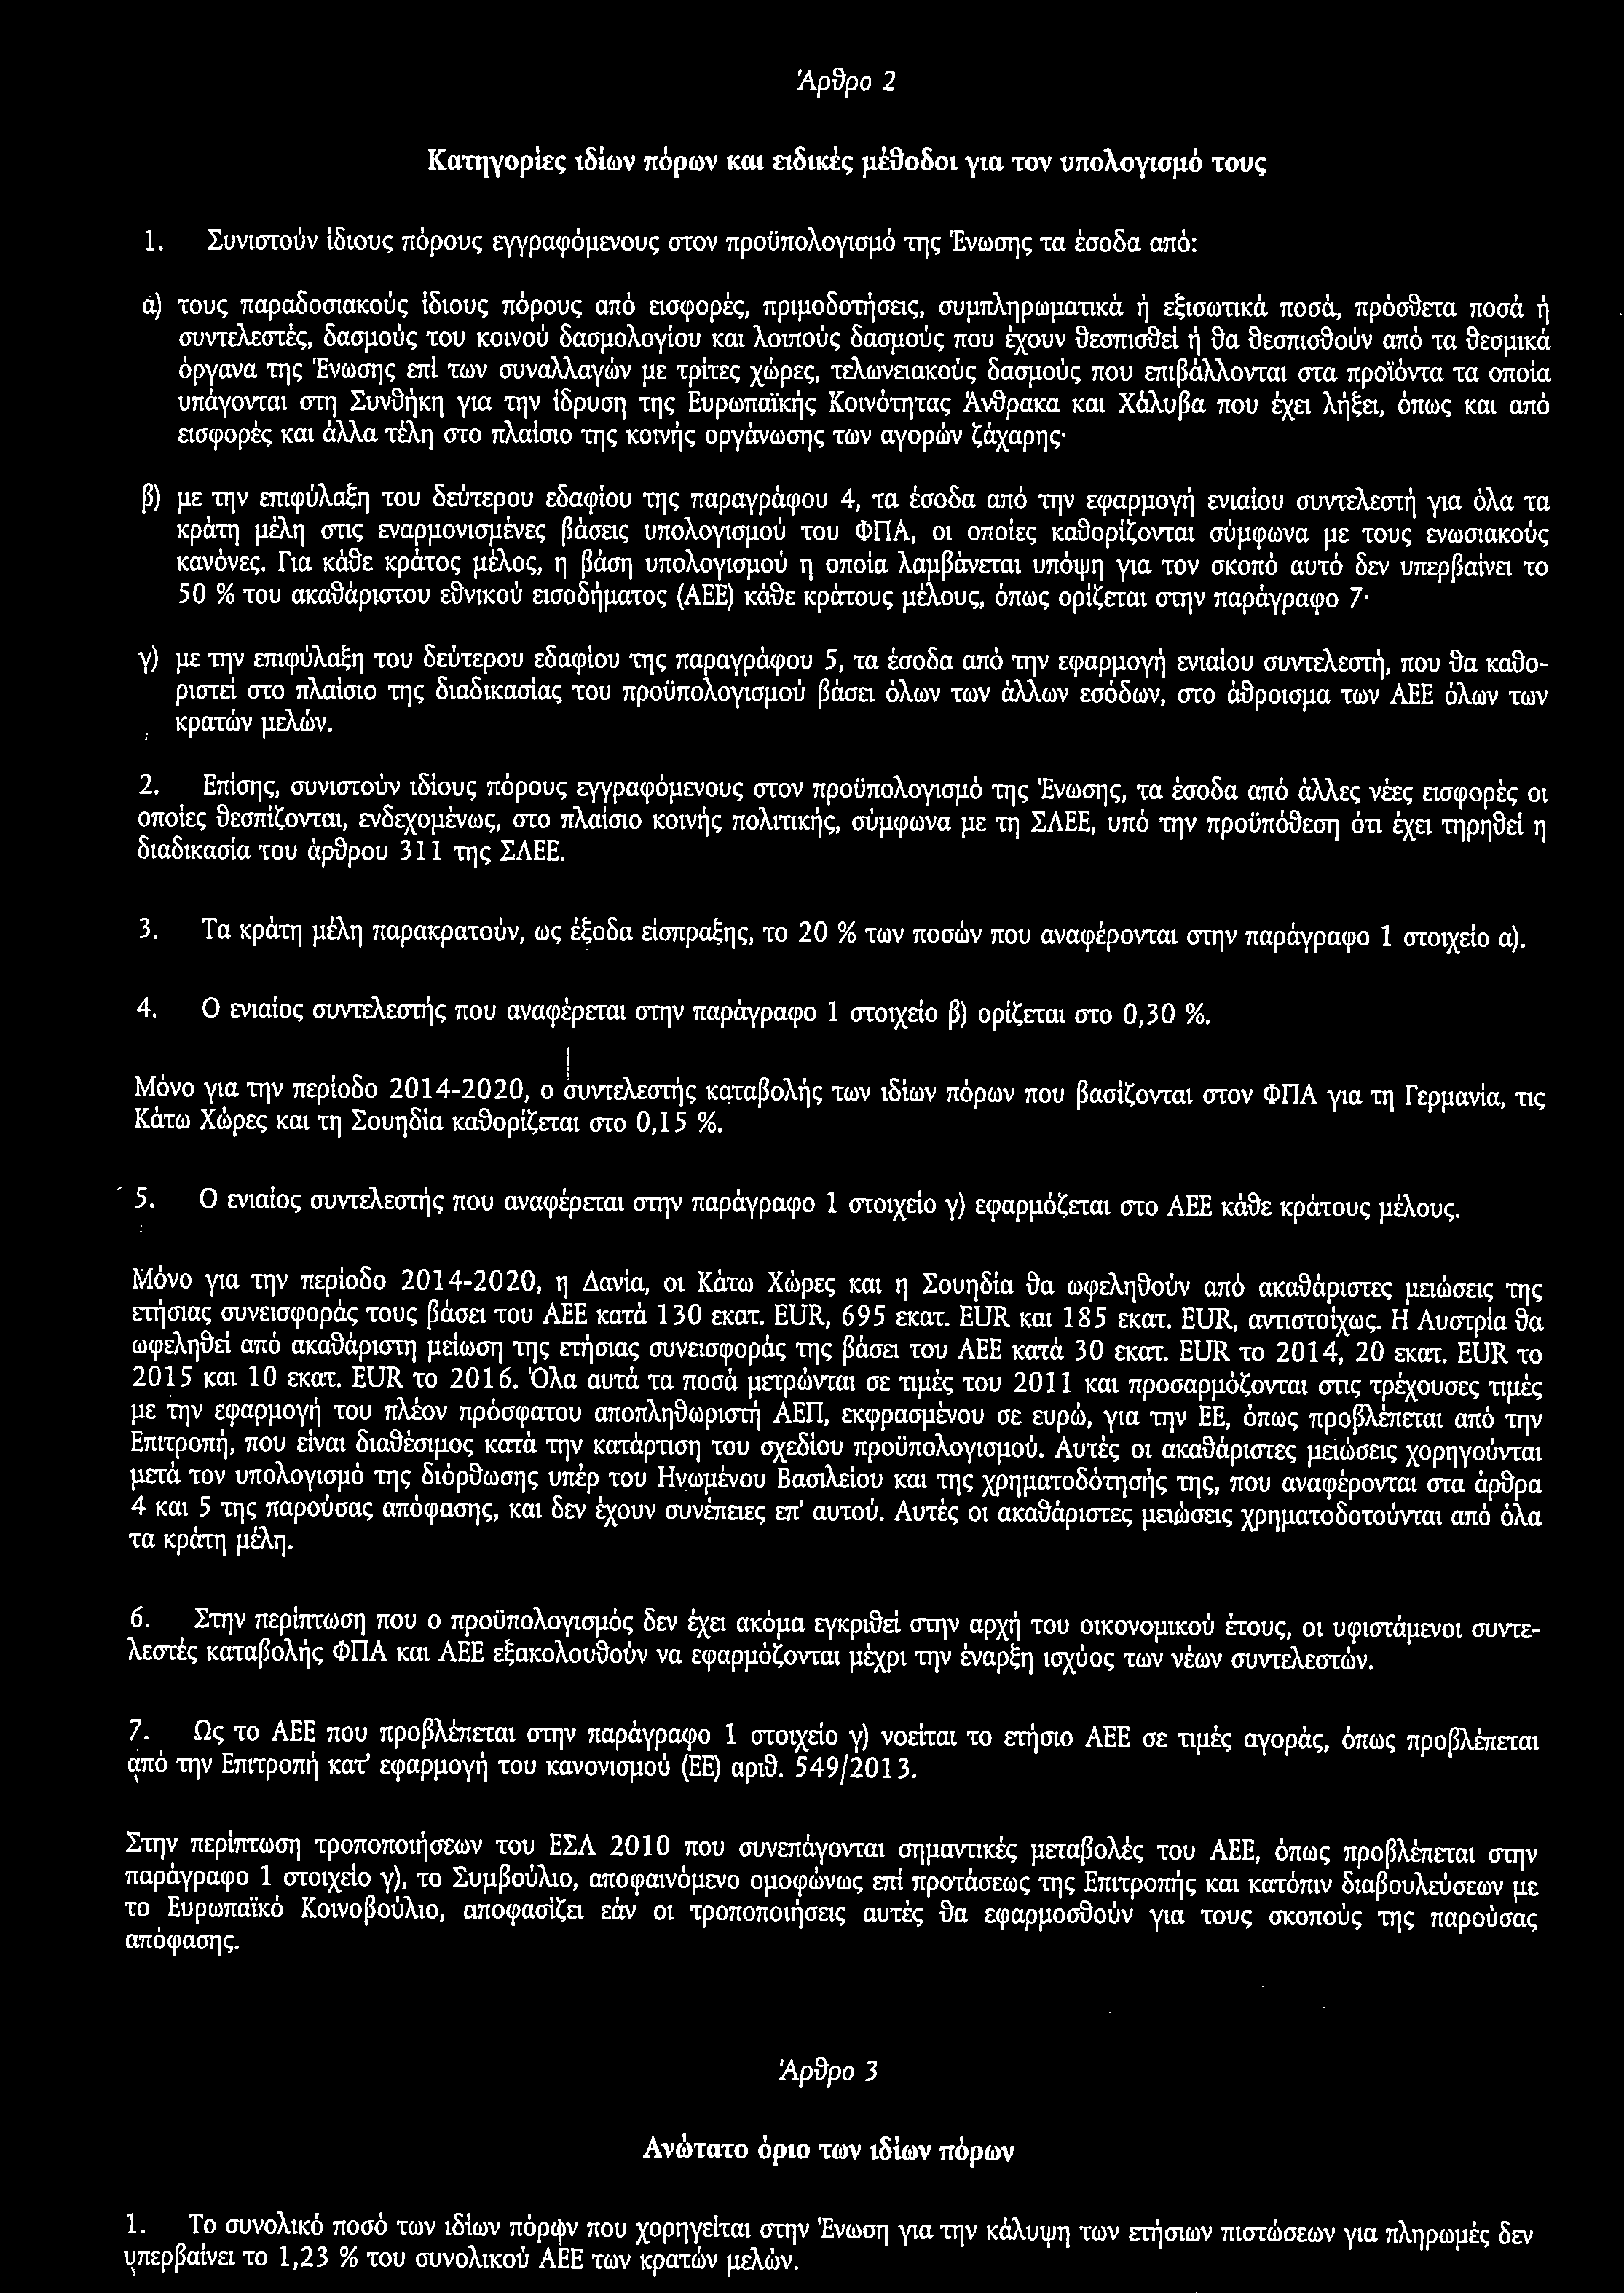 Άρθρο 2
Κατηγορίες ιδίων πόρων και ειδικές μέθοδοι για τον υπολογισμό τους
1. Συνιστούν ίδιους πόρους εγγραφόμενους στον προϋπολογισμό της Ένωσης τα έσοδα από:
α) τους παραδοσιακούς ίδιους πόρους από εισφορές, πριμοδοτήσεις, συμπληρωματικά ή εξισωτικά ποσά, πρόσθετα ποσά ή
συντελεστές, δασμούς του κοινού δασμολογίου και λοιπούς δασμούς που έχουν θεσπισθεί ή θα θεσπισθούν από τα θεσμικά
όργανα της Ένωσης επί των συναλλαγών με τρίτες χώρες, τελωνειακούς δασμούς που επιβάλλονται στα προϊόντα τα οποία
υπάγονται στη Συνθήκη για την ίδρυση της Ευρωπαϊκής Κοινότητας Άνθρακα και Χάλυβα που έχει λήξει, όπως και από
εισφορές και άλλα τέλη στο πλαίσιο της κοινής οργάνωσης των αγορών ζάχαρης·
β) με την επιφύλαξη του δεύτερου εδαφίου της παραγράφου 4, τα έσοδα από την εφαρμογή ενιαίου συντελεστή για όλα τα
κράτη μέλη στις εναρμονισμένες βάσεις υπολογισμού του ΦΠΑ, οι οποίες καθορίζονται σύμφωνα με τους ενωσιακούς
κανόνες. Για κάθε κράτος μέλος, η βάση υπολογισμού η οποία λαμβάνεται υπόψη για τον σκοπό αυτό δεν υπερβαίνει το
50 % του ακαθάριστου εθνικού εισοδήματος (ΑΕΕ) κάθε κράτους μέλους, όπως ορίζεται στην παράγραφο 7·
γ) με την επιφύλαξη του δεύτερου εδαφίου της παραγράφου 5, τα έσοδα από την εφαρμογή ενιαίου συντελεστή, που θα καθο-
ριστεί στο πλαίσιο της διαδικασίας του προϋπολογισμού βάσει όλων των άλλων εσόδων, στο άθροισμα των ΑΕΕ όλων των
κρατών μελών.
2. Επίσης, συνιστούν ιδίους πόρους εγγραφόμενους στον προϋπολογισμό της Ένωσης, τα έσοδα από άλλες νέες εισφορές οι
οποίες θεσπίζονται, ενδεχομένως, στο πλαίσιο κοινής πολιτικής, σύμφωνα με τη ΣΛΕΕ, υπό την προϋπόθεση ότι έχει τηρηθεί η
διαδικασία του άρθρου 311 της ΣΛΕΕ.
3. Τα κράτη μέλη παρακρατούν, ως έξοδα είσπραξης, το 20 % των ποσών που αναφέρονται στην παράγραφο 1 στοιχείο α).
4. Ο ενιαίος συντελεστής που αναφέρεται στην παράγραφο 1 στοιχείο β) ορίζεται στο 0,30 %.
Μόνο για την περίοδο 2014-2020, ο συντελεστής καταβολής των ιδίων πόρων που βασίζονται στον ΦΠΑ για τη Γερμανία, τις
Κάτω Χώρες και τη Σουηδία καθορίζεται στο 0,15 %.
5. Ο ενιαίος συντελεστής που αναφέρεται στην παράγραφο 1 στοιχείο γ) εφαρμόζεται στο ΑΕΕ κάθε κράτους μέλους.
Μόνο για την περίοδο 2014-2020, η Δανία, οι Κάτω Χώρες και η Σουηδία θα ωφεληθούν από ακαθάριστες μειώσεις της
ετήσιας συνεισφοράς τους βάσει του ΑΕΕ κατά 130 εκατ. EUR, 695 εκατ. EUR και 185 εκατ. EUR, αντιστοίχως. Η Αυστρία θα
ωφεληθεί από ακαθάριστη μείωση της ετήσιας συνεισφοράς της βάσει του ΑΕΕ κατά 30 εκατ. EUR το 2014, 20 εκατ. EUR το
2015 και 10 εκατ. EUR το 2016. Όλα αυτά τα ποσά μετρώνται σε τιμές του 2011 και προσαρμόζονται στις τρέχουσες τιμές
με την εφαρμογή του πλέον πρόσφατου αποπληθωριστή ΑΕΠ, εκφρασμένου σε ευρώ, για την ΕΕ, όπως προβλέπεται από την
Επιτροπή, που είναι διαθέσιμος κατά την κατάρτιση του σχεδίου προϋπολογισμού. Αυτές οι ακαθάριστες μειώσεις χορηγούνται
μετά τον υπολογισμό της διόρθωσης υπέρ του Ηνωμένου Βασιλείου και της χρηματοδότησής της, που αναφέρονται στα άρθρα
4 και 5 της παρούσας απόφασης, και δεν έχουν συνέπειες επ’ αυτού. Αυτές οι ακαθάριστες μειώσεις χρηματοδοτούνται από όλα
τα κράτη μέλη.
6. Στην περίπτωση που ο προϋπολογισμός δεν έχει ακόμα εγκριθεί στην αρχή του οικονομικού έτους, οι υφιστάμενοι συντε-
λεστές καταβολής ΦΠΑ και ΑΕΕ εξακολουθούν να εφαρμόζονται μέχρι την έναρξη ισχύος των νέων συντελεστών.
7. Ως το ΑΕΕ που προβλέπεται στην παράγραφο 1 στοιχείο γ) νοείται το ετήσιο ΑΕΕ σε τιμές αγοράς, όπως προβλέπεται
από την Επιτροπή κατ’ εφαρμογή του κανονισμού (ΕΕ) αριθ. 549/2013.
Στην περίπτωση τροποποιήσεων του ΕΣΛ 2010 που συνεπάγονται σημαντικές μεταβολές του ΑΕΕ, όπως προβλέπεται στην
παράγραφο 1 στοιχείο γ), το Συμβούλιο, αποφαινόμενο ομοφώνως επί προτάσεως της Επιτροπής και κατόπιν διαβουλεύσεων με
το Ευρωπαϊκό Κοινοβούλιο, αποφασίζει εάν οι τροποποιήσεις αυτές θα εφαρμοσθούν για τους σκοπούς της παρούσας
απόφασης.
Άρθρο 3
Ανώτατο όριο των ιδίων πόρων
1. Το συνολικό ποσό των ιδίων πόρων που χορηγείται στην Ένωση για την κάλυψη των ετήσιων πιστώσεων για πληρωμές δεν
υπερβαίνει το 1,23 % του συνολικού ΑΕΕ των κρατών μελών.